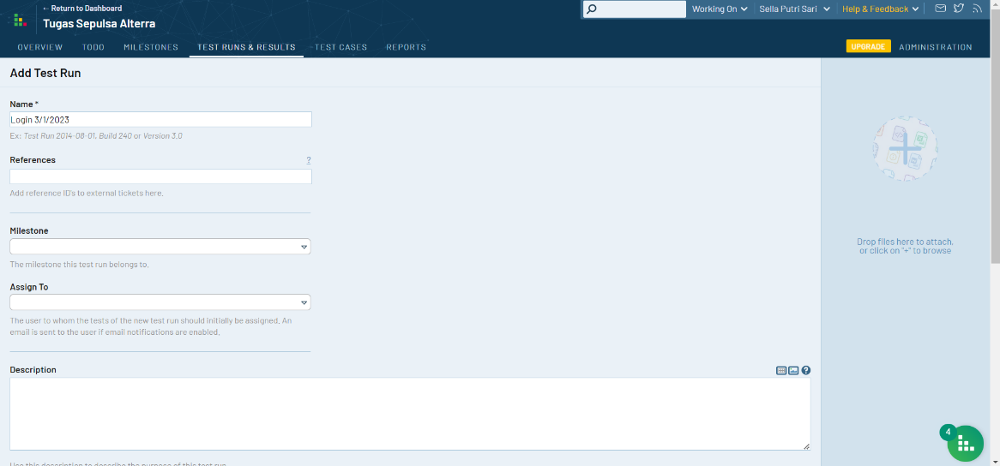 ← Return to Dashboard
Working On
Sella Putri Sari
Help & Feedback
Tugas Sepulsa Alterra
OVERVIEW
TODO
MILESTONES
TEST RUNS & RESULTS
TEST CASES
REPORTS
UPGRADE
ADMINISTRATION
Add Test Run
Name *
Login 3/1/2023
Ex: Test Run 2014-08-01, Build 240 or Version 3.0
References
?
Add reference ID's to external tickets here.
Milestone
The milestone this test run belongs to.
Assign To
The user to whom the tests of the new test run should initially be assigned. An
email is sent to the user if email notifications are enabled.
Description
?
Use this description to describe the purpose of this test run.
Drop files here to attach,
or click on "+" to browse
4